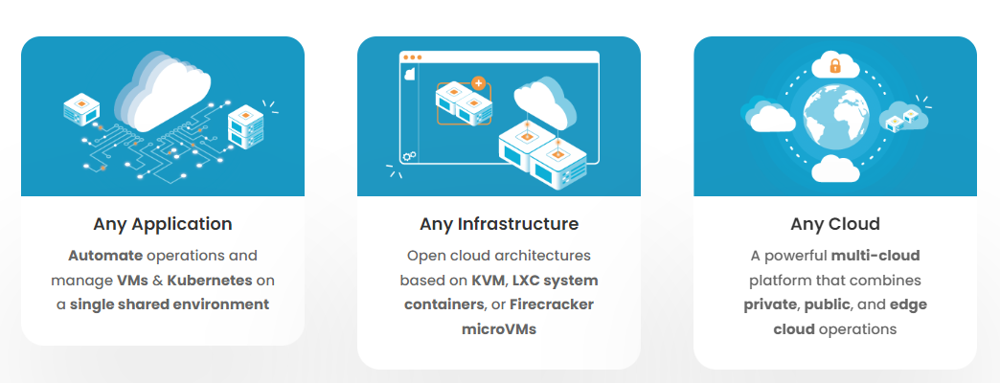 Any Application
Automate operations and
manage VMs & Kubernetes on
a single shared environment
Any Infrastructure
Open cloud architectures
based on KVM, LXC system
containers, or Firecracker
microVMs
Any Cloud
A powerful multi-cloud
platform that combines
private, public, and edge
cloud operations